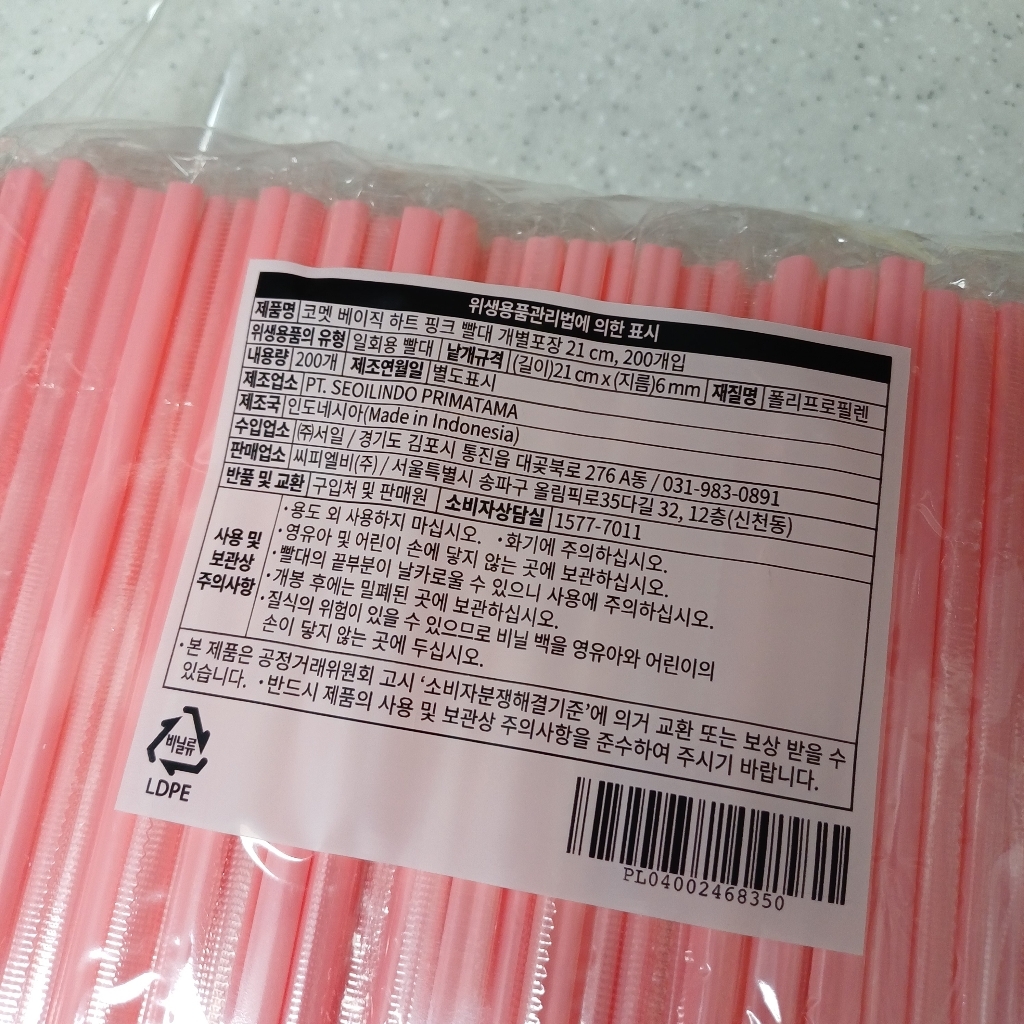 위생용품관리법에 의한 표시
제품명 코멧 베이직 하트 핑크 빨대 개별포장 21 cm, 200개입
위생용품의 유형 일회용 빨대 낱개규격 (길이)21 cm x (지름)6 mm 재질명 폴리프로필렌
내용량 200개 제조연월일 별도표시
제조업소 PT. SEOILINDO PRIMATAMA
제조국 인도네시아(Made in Indonesia)
수입업소 ㈜서일 / 경기도 김포시 통진읍 대곶북로 276 A동 / 031-983-0891
판매업소 씨피엘비(주) / 서울특별시 송파구 올림픽로35다길 32, 12층(신천동)
반품 및 교환 구입처 및 판매원 소비자상담실 1577-7011
사용 및
보관상
주의사항
·용도 외 사용하지 마십시오. ·화기에 주의하십시오.
·영유아 및 어린이 손에 닿지 않는 곳에 보관하십시오.
·빨대의 끝부분이 날카로울 수 있으니 사용에 주의하십시오.
·개봉 후에는 밀폐된 곳에 보관하십시오.
·질식의 위험이 있을 수 있으므로 비닐 백을 영유아와 어린이의
손이 닿지 않는 곳에 두십시오.
·본 제품은 공정거래위원회 고시 ‘소비자분쟁해결기준’에 의거 교환 또는 보상 받을 수
있습니다. ·반드시 제품의 사용 및 보관상 주의사항을 준수하여 주시기 바랍니다.
비닐류
LDPE
PL04002468350